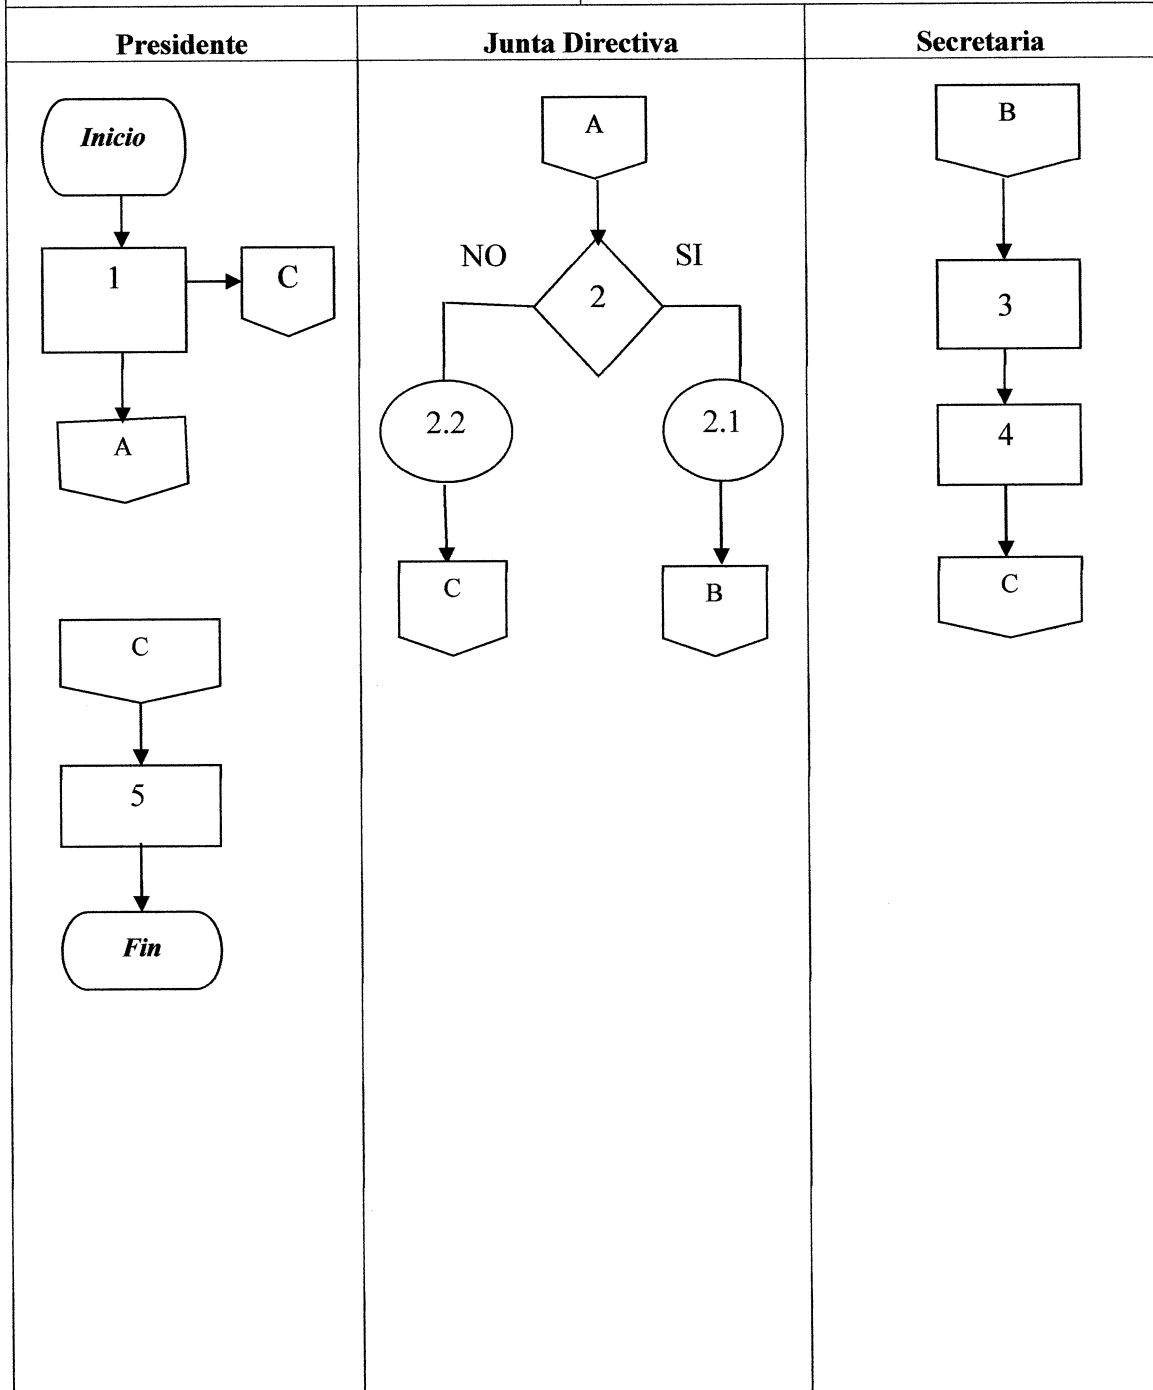 Presidente
Junta Directiva
Secretaria
Inicio
1
C
A
C
5
Fin
A
NO
SI
2
2.2
2.1
C
B
B
3
4
C